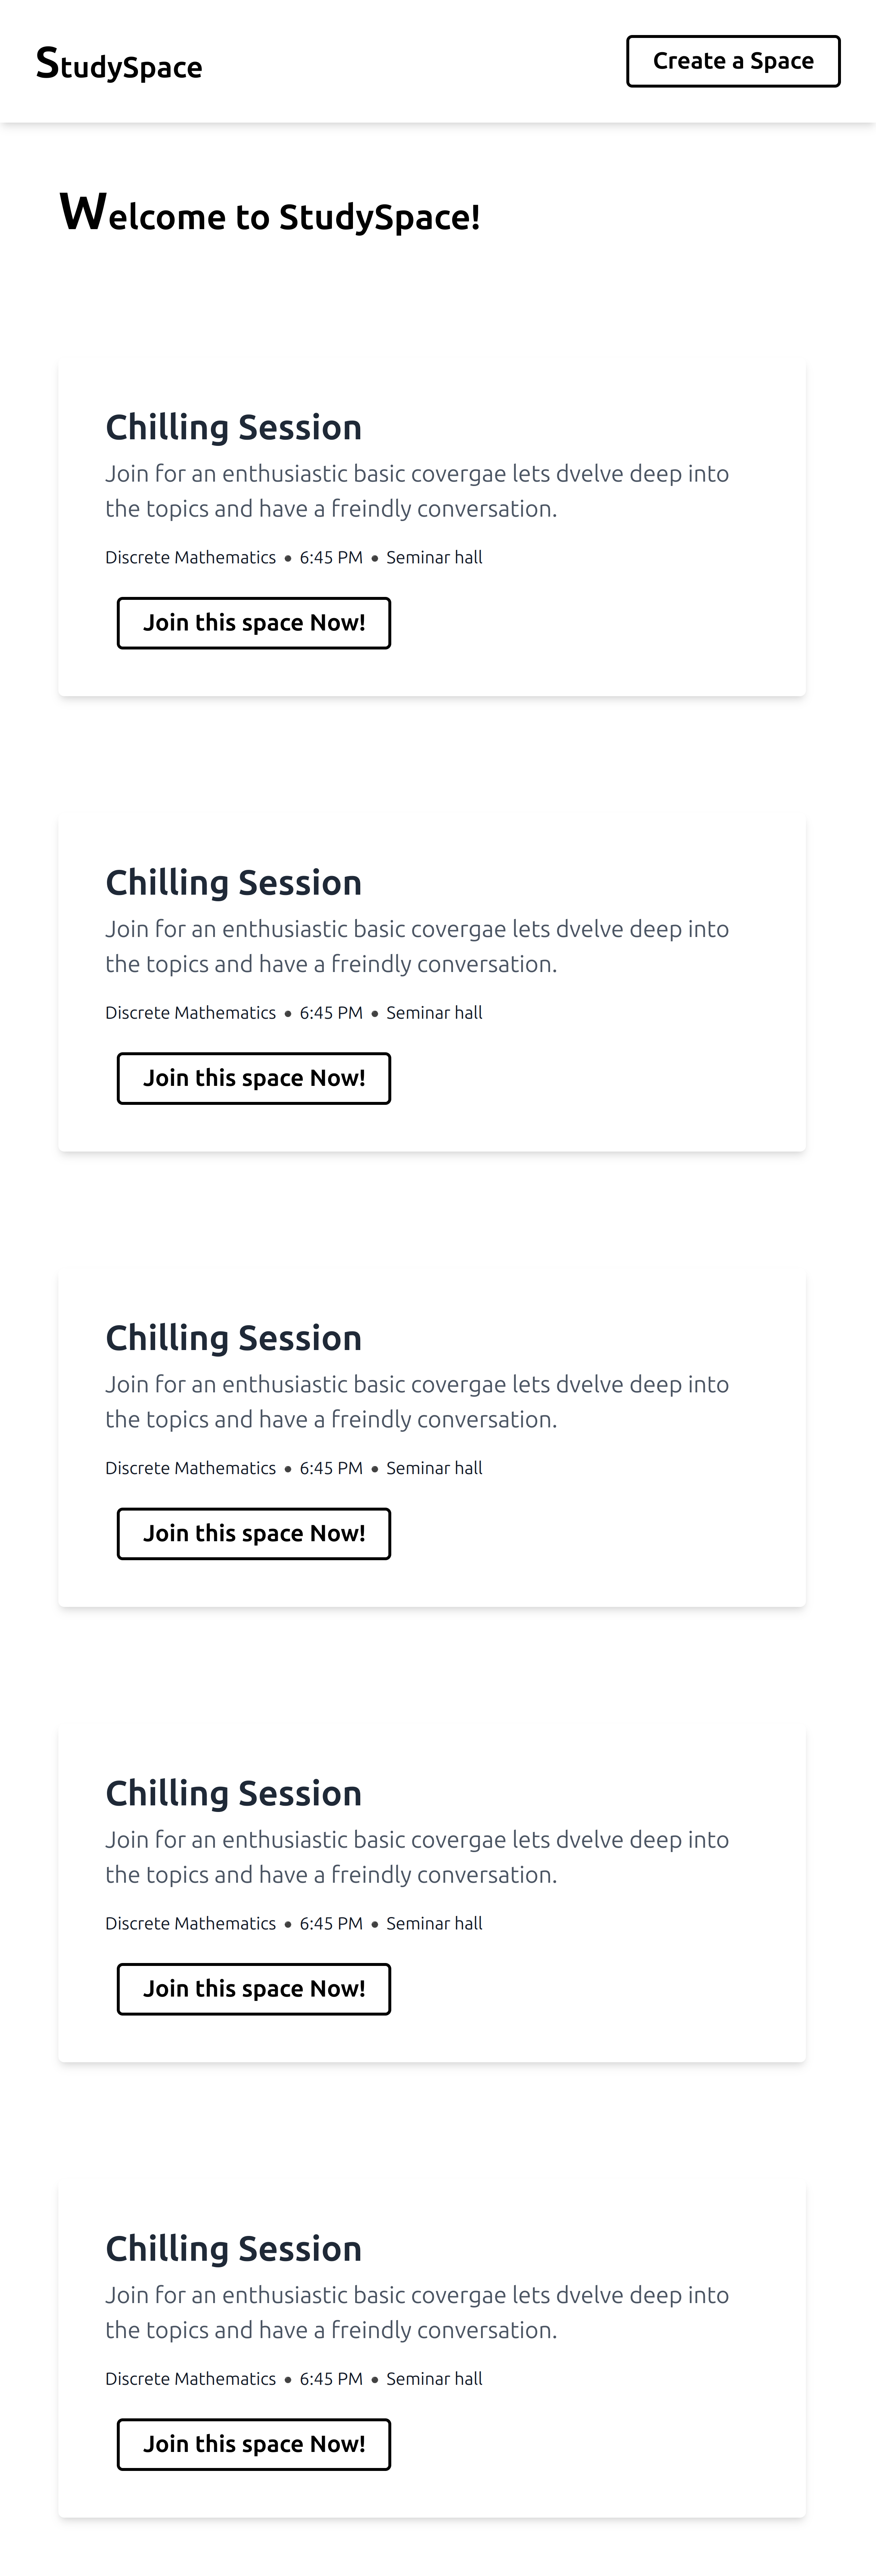 StudySpace
Create a Space
Welcome to StudySpace!
Chilling Session
Join for an enthusiastic basic covergae lets dvelve deep into
the topics and have a freindly conversation.
Discrete Mathematics • 6:45 PM • Seminar hall
Join this space Now!
Chilling Session
Join for an enthusiastic basic covergae lets dvelve deep into
the topics and have a freindly conversation.
Discrete Mathematics • 6:45 PM • Seminar hall
Join this space Now!
Chilling Session
Join for an enthusiastic basic covergae lets dvelve deep into
the topics and have a freindly conversation.
Discrete Mathematics • 6:45 PM • Seminar hall
Join this space Now!
Chilling Session
Join for an enthusiastic basic covergae lets dvelve deep into
the topics and have a freindly conversation.
Discrete Mathematics • 6:45 PM • Seminar hall
Join this space Now!
Chilling Session
Join for an enthusiastic basic covergae lets dvelve deep into
the topics and have a freindly conversation.
Discrete Mathematics • 6:45 PM • Seminar hall
Join this space Now!